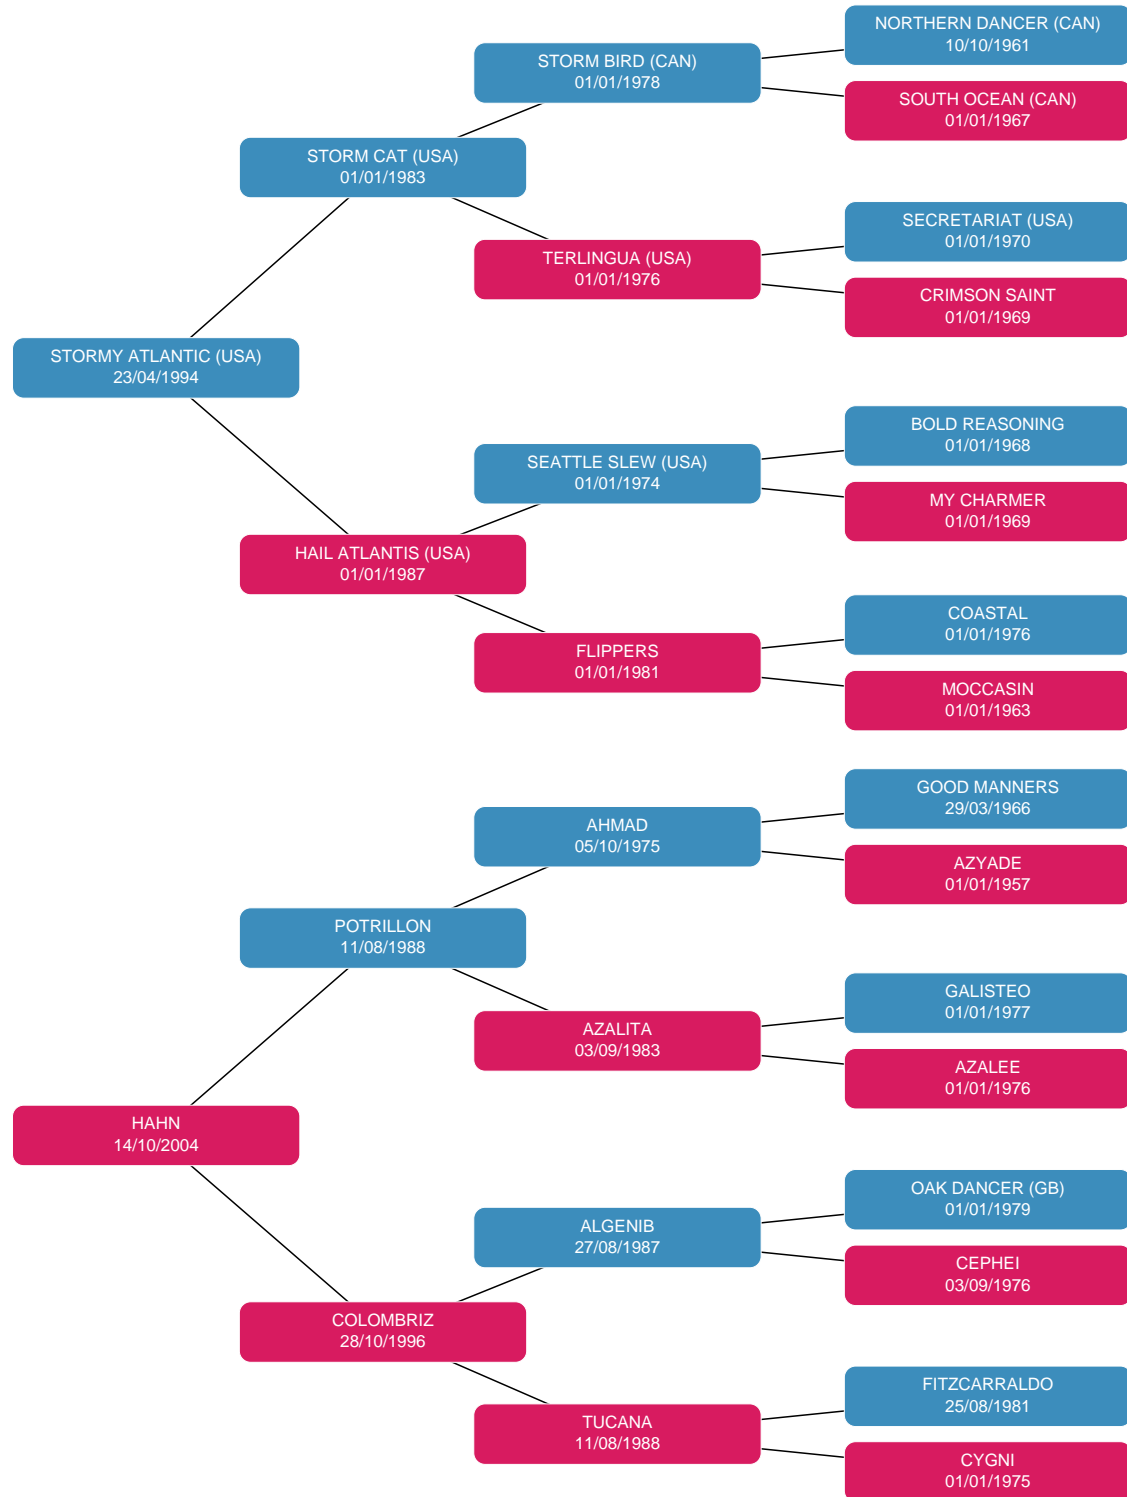 NORTHERN DANCER (CAN)
10/10/1961
STORM BIRD (CAN)
01/01/1978
SOUTH OCEAN (CAN)
01/01/1967
STORM CAT (USA)
01/01/1983
SECRETARIAT (USA)
01/01/1970
TERLINGUA (USA)
01/01/1976
CRIMSON SAINT
01/01/1969
STORMY ATLANTIC (USA)
23/04/1994
BOLD REASONING
01/01/1968
SEATTLE SLEW (USA)
01/01/1974
MY CHARMER
01/01/1969
HAIL ATLANTIS (USA)
01/01/1987
COASTAL
01/01/1976
FLIPPERS
01/01/1981
MOCCASIN
01/01/1963
GOOD MANNERS
29/03/1966
AHMAD
05/10/1975
AZYADE
01/01/1957
POTRILLON
11/08/1988
GALISTEO
01/01/1977
AZALITA
03/09/1983
AZALEE
01/01/1976
HAHN
14/10/2004
OAK DANCER (GB)
01/01/1979
ALGENIB
27/08/1987
CEPHEI
03/09/1976
COLOMBRIZ
28/10/1996
FITZCARRALDO
25/08/1981
TUCANA
11/08/1988
CYGNI
01/01/1975